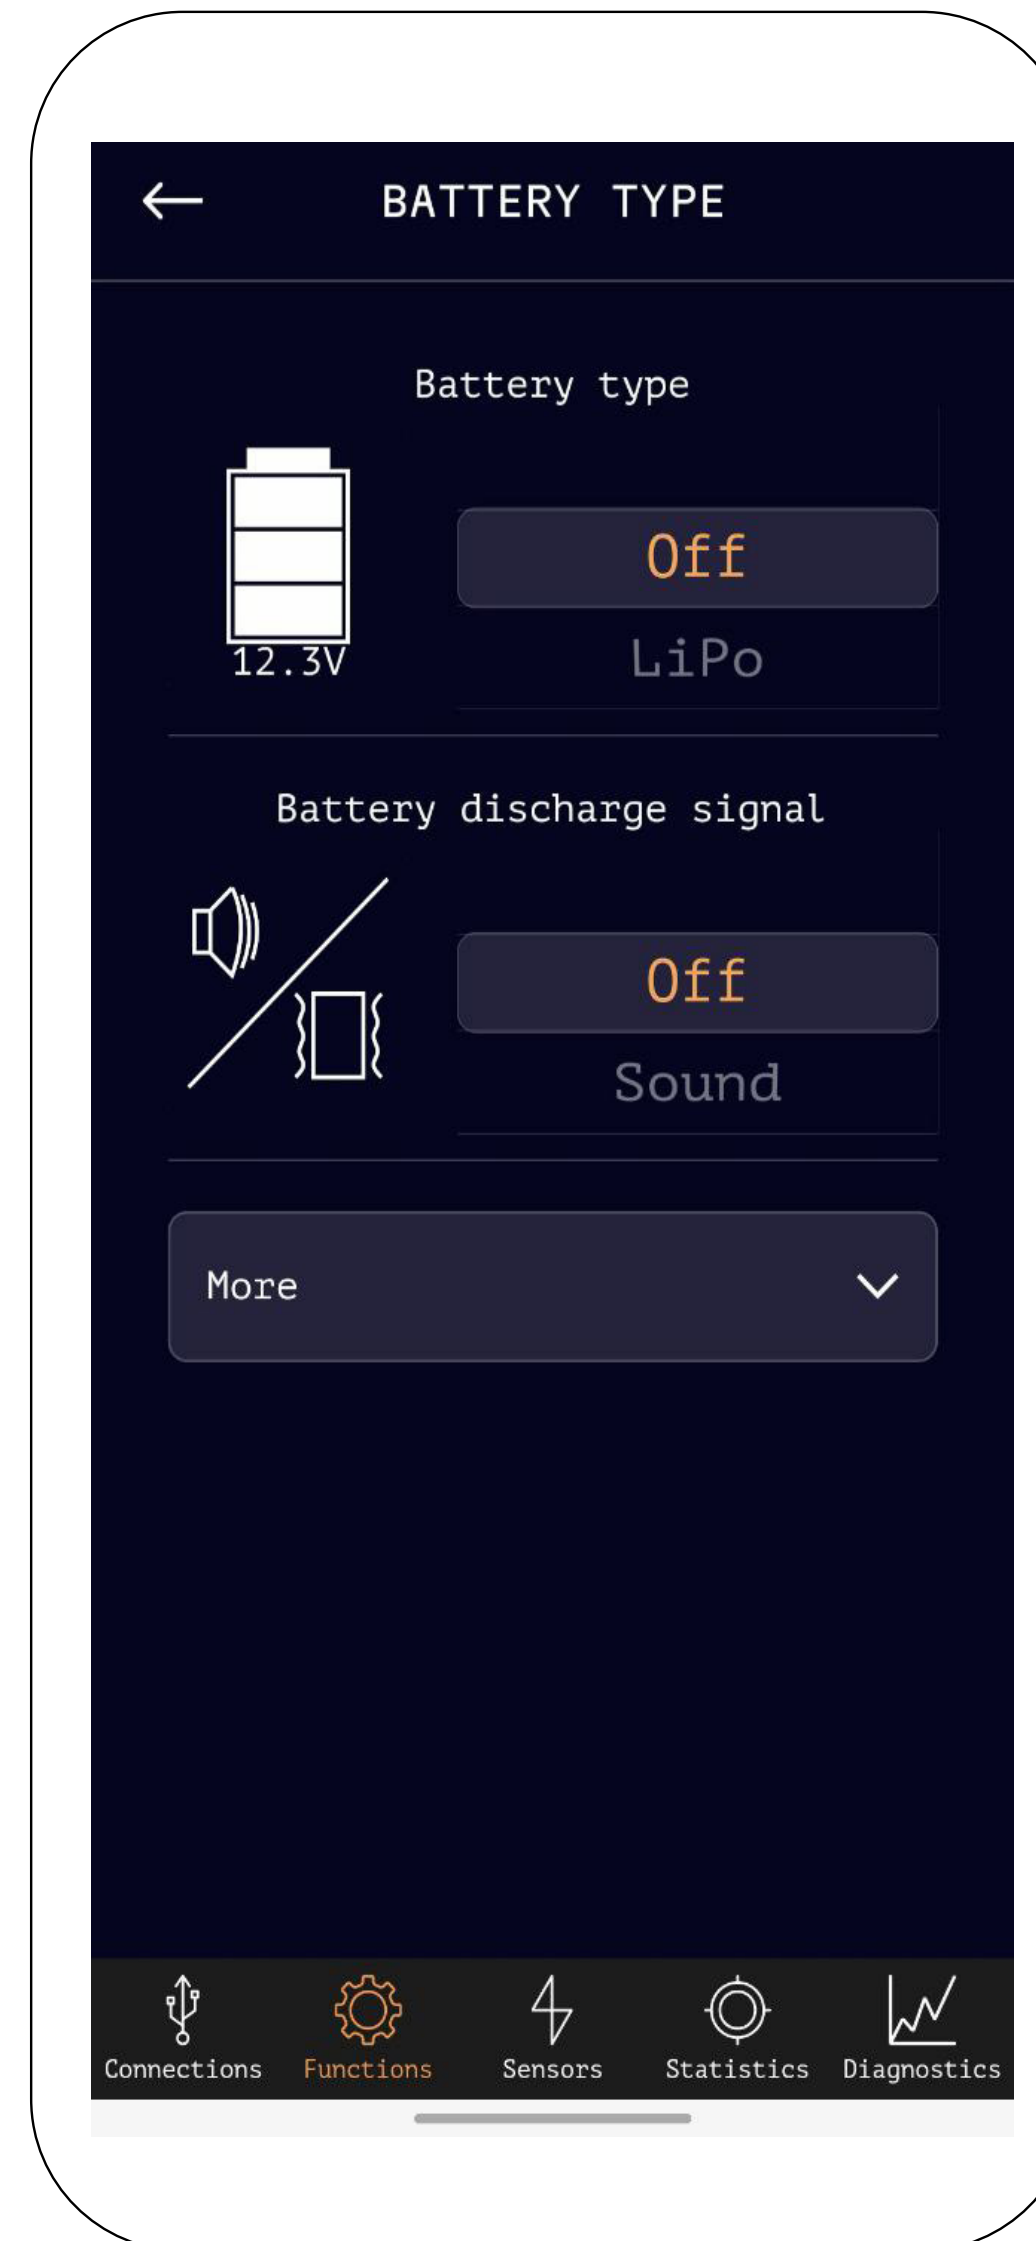 BATTERY TYPE
Battery type
Off
12.3V
LiPo
Battery discharge signal
Off
Sound
More
Connections Functions Sensors Statistics Diagnostics